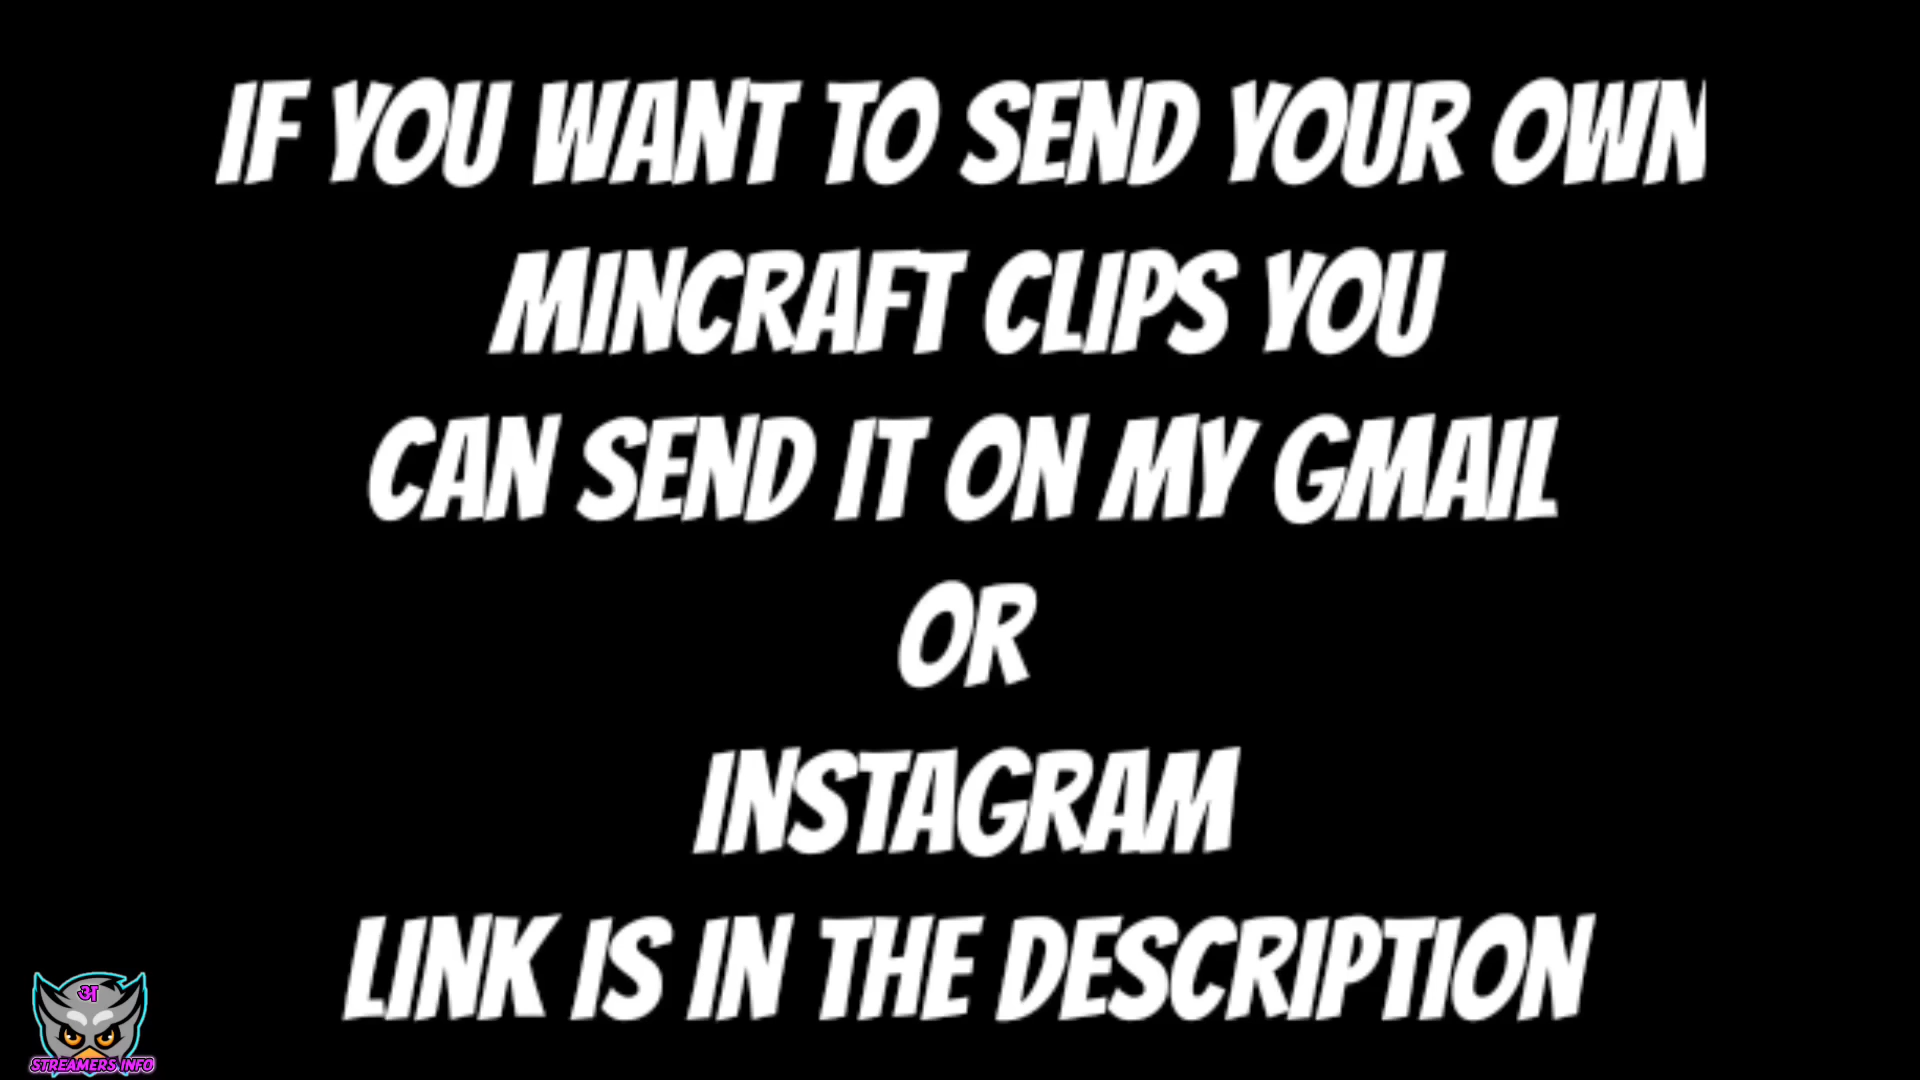 IF YOU WANT TO SEND YOUR OWN
MINCRAFT CLIPS YOU
CAN SEND IT ON MY GMAIL
OR
INSTAGRAM
LINK IS IN THE DESCRIPTION
अ
STREAMERS INFO